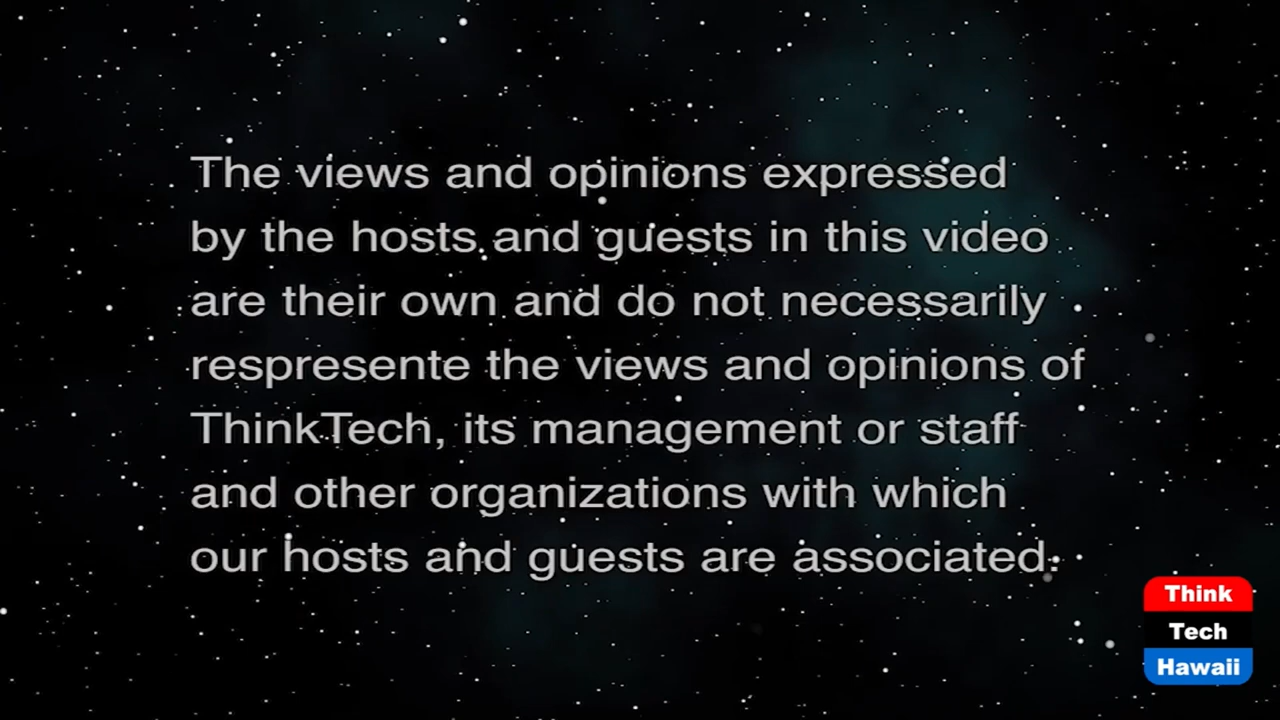 The views and opinions expressed
by the hosts and guests in this video
are their own and do not necessarily
respresente the views and opinions of
ThinkTech, its management or staff
and other organizations with which
our hosts and guests are associated.
Think
Tech
Hawaii